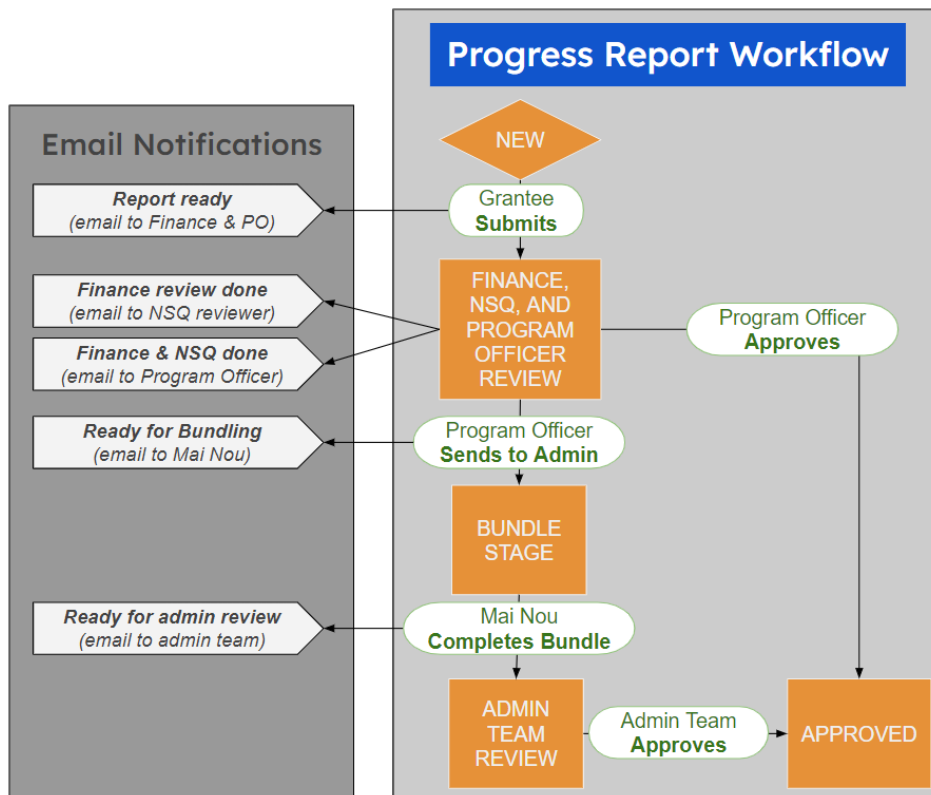 Progress Report Workflow
Email Notifications
NEW
Grantee
Submits
Report ready
(email to Finance & PO)
FINANCE,
NSQ, AND
PROGRAM
OFFICER
REVIEW
Finance review done
(email to NSQ reviewer)
Finance & NSQ done
(email to Program Officer)
Program Officer
Approves
Program Officer
Sends to Admin
Ready for Bundling
(email to Mai Nou)
BUNDLE
STAGE
Mai Nou
Completes Bundle
Ready for admin review
(email to admin team)
ADMIN
TEAM
REVIEW
Admin Team
Approves
APPROVED